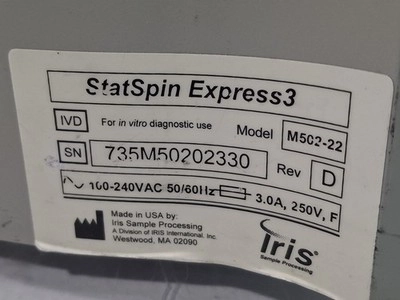 StatSpin Express3
IVD For in vitro diagnostic use Model M502-22
SN 735M50202330 Rev D
100-240VAC 50/60Hz 3.0A, 250V, F
Made in USA by:
Iris Sample Processing
A Division of IRIS International, Inc.
Westwood, MA 02090
Iris
Sample Processing